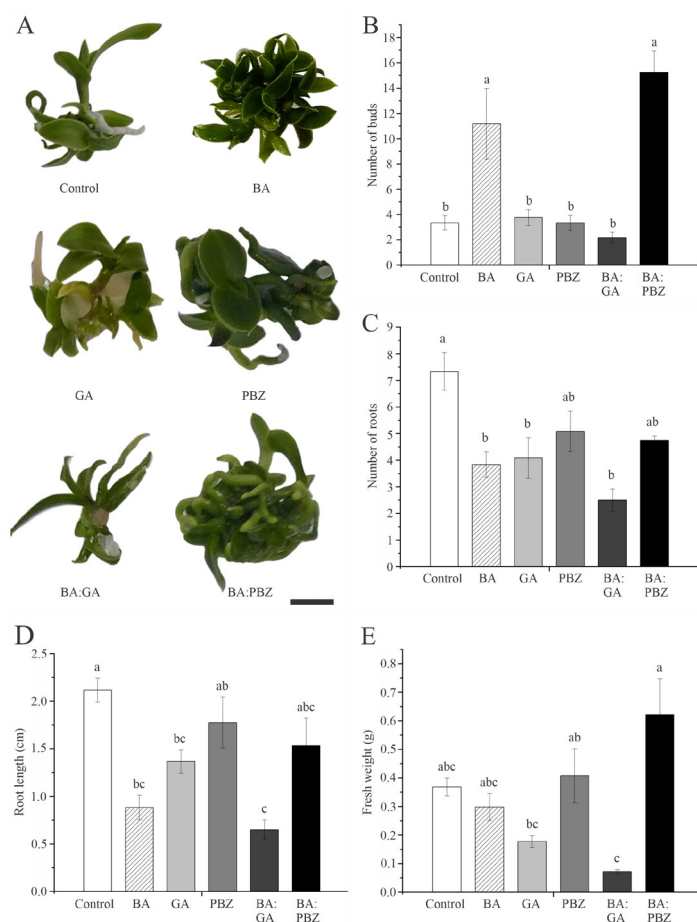 A
Control
BA
GA
PBZ
BA:GA
BA:PBZ
B
Number of buds
18
16
14
12
10
8
6
4
2
0
b
a
b
b
b
a
Control
BA
GA
PBZ
BA:
GA
BA:
PBZ
C
Number of roots
9
8
7
6
5
4
3
2
1
0
a
b
b
ab
b
ab
Control
BA
GA
PBZ
BA:
GA
BA:
PBZ
D
Root length (cm)
2.5
2.0
1.5
1.0
0.5
0.0
a
bc
bc
ab
c
abc
Control
BA
GA
PBZ
BA:
GA
BA:
PBZ
E
Fresh weight (g)
0.9
0.8
0.7
0.6
0.5
0.4
0.3
0.2
0.1
0.0
abc
abc
bc
ab
c
a
Control
BA
GA
PBZ
BA:
GA
BA:
PBZ